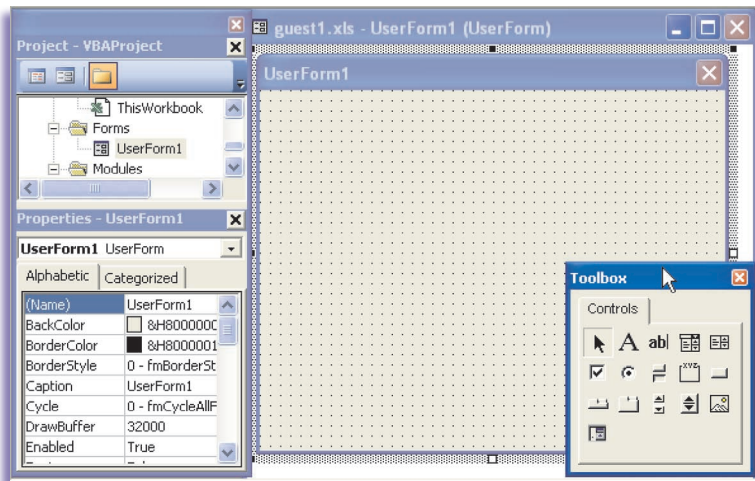 Project - VBAProject
ThisWorkbook
Forms
UserForm1
Modules
Properties - UserForm1
UserForm1 UserForm
Alphabetic Categorized
(Name) UserForm1
BackColor &H8000000
BorderColor &H8000001
BorderStyle 0 - fmBorderSt
Caption UserForm1
Cycle 0 - fmCycleAllF
DrawBuffer 32000
Enabled True
guest1.xls - UserForm1 (UserForm)
UserForm1
Toolbox
Controls
A ab|
XYZ